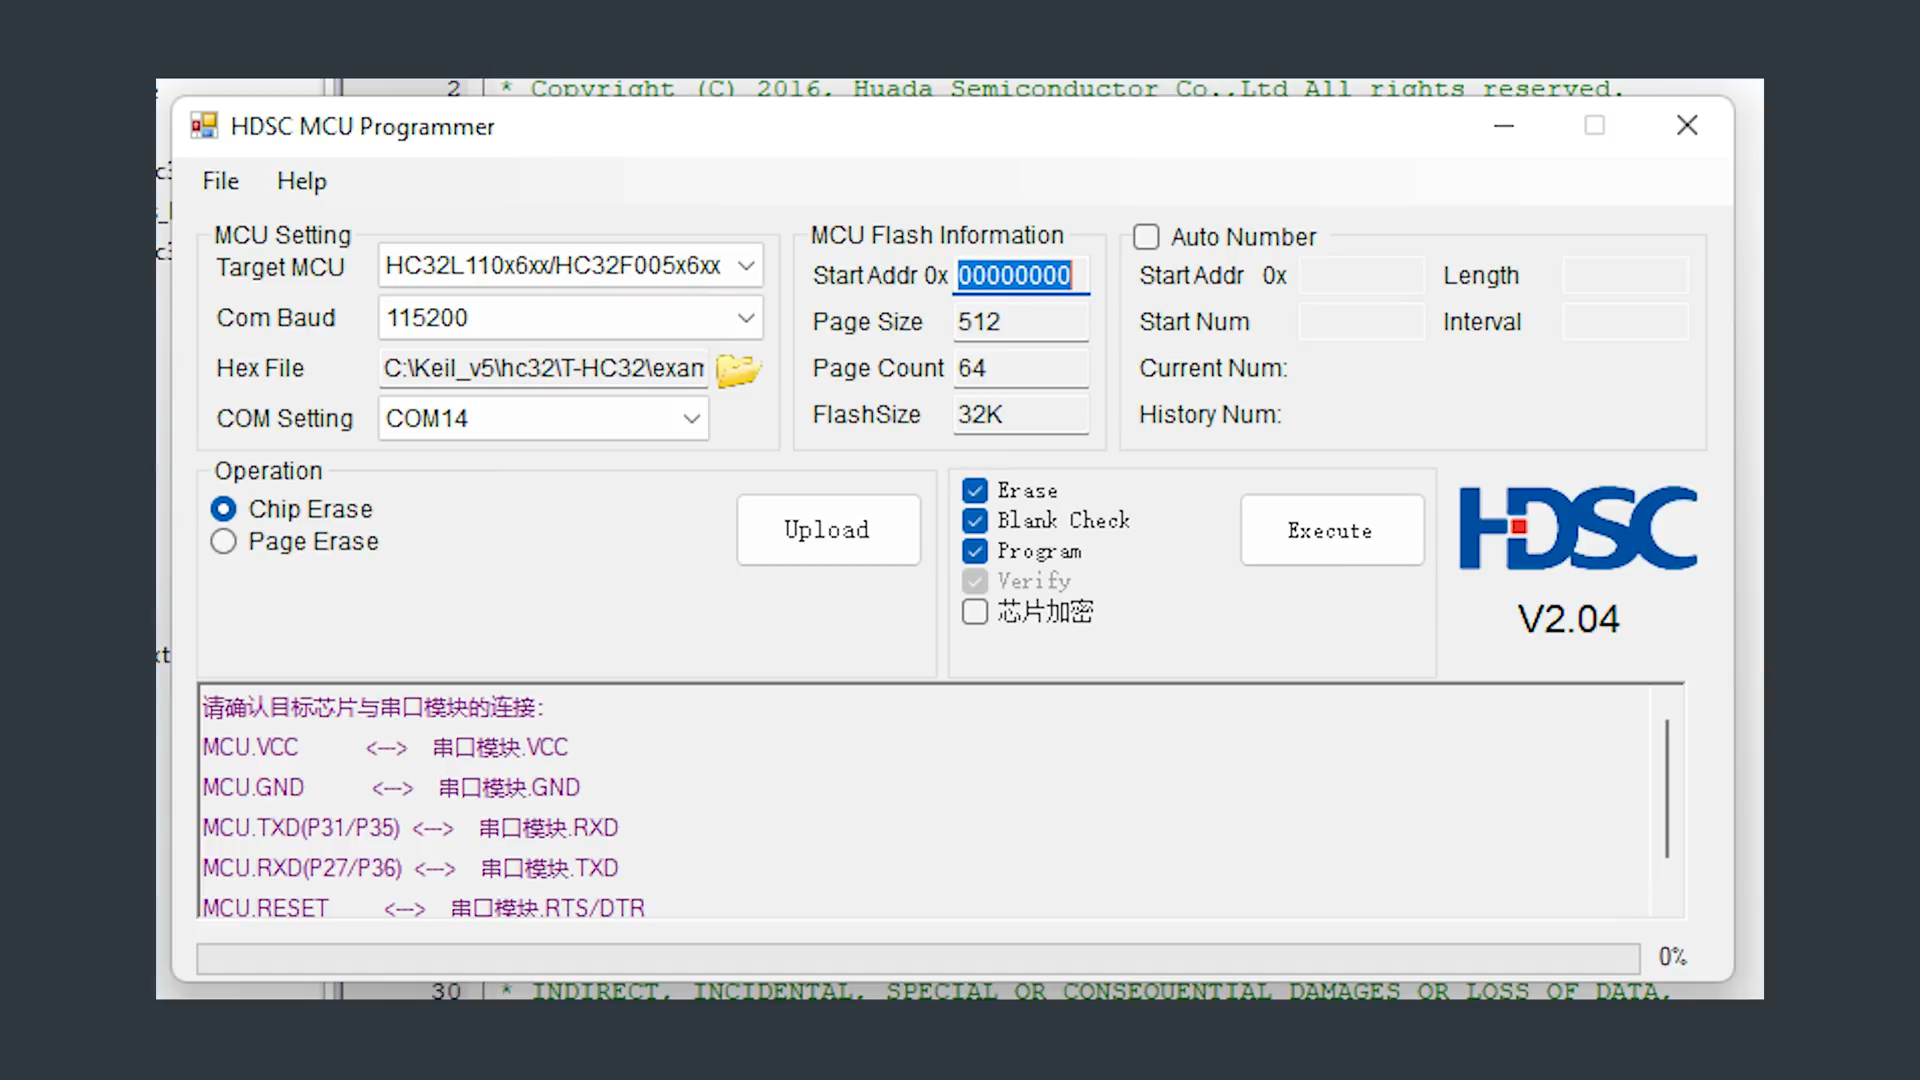 2 * Copyright (C) 2016, Huada Semiconductor Co.,Ltd All rights reserved.
HDSC MCU Programmer
File Help
MCU Setting
Target MCU HC32L110x6xx/HC32F005x6xx
Com Baud 115200
Hex File C:\Keil_v5\hc32\T-HC32\exam
COM Setting COM14
MCU Flash Information
Start Addr 0x 00000000
Page Size 512
Page Count 64
FlashSize 32K
Auto Number
Start Addr 0x Length
Start Num Interval
Current Num:
History Num:
Operation
Chip Erase
Page Erase
Upload
Erase
Blank Check
Program
Verify
芯片加密
Execute
HDSC
V2.04
请确认目标芯片与串口模块的连接:
MCU.VCC <--> 串口模块.VCC
MCU.GND <--> 串口模块.GND
MCU.TXD(P31/P35) <--> 串口模块.RXD
MCU.RXD(P27/P36) <--> 串口模块.TXD
MCU.RESET <--> 串口模块.RTS/DTR
0%
30 * INDIRECT, INCIDENTAL, SPECIAL OR CONSEQUENTIAL DAMAGES OR LOSS OF DATA,